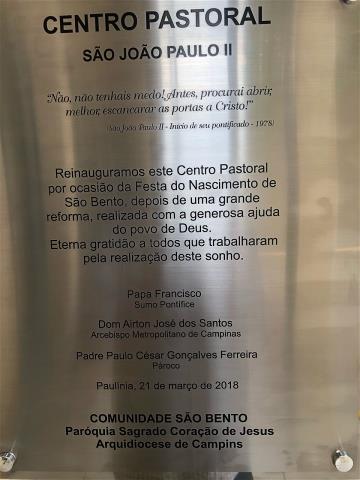 CENTRO PASTORAL
SÃO JOÃO PAULO II
"Não, não tenhais medo! Antes, procurai abrir,
melhor, escancarar as portas a Cristo!"
(São João Paulo II - Início de seu pontificado - 1978)
Reinauguramos este Centro Pastoral
por ocasião da Festa do Nascimento de
São Bento, depois de uma grande
reforma, realizada com a generosa ajuda
do povo de Deus.
Eterna gratidão a todos que trabalharam
pela realização deste sonho.
Papa Francisco
Sumo Pontífice
Dom Airton José dos Santos
Arcebispo Metropolitano de Campinas
Padre Paulo César Gonçalves Ferreira
Pároco
Paulínia, 21 de março de 2018
COMUNIDADE SÃO BENTO
Paróquia Sagrado Coração de Jesus
Arquidiocese de Campins